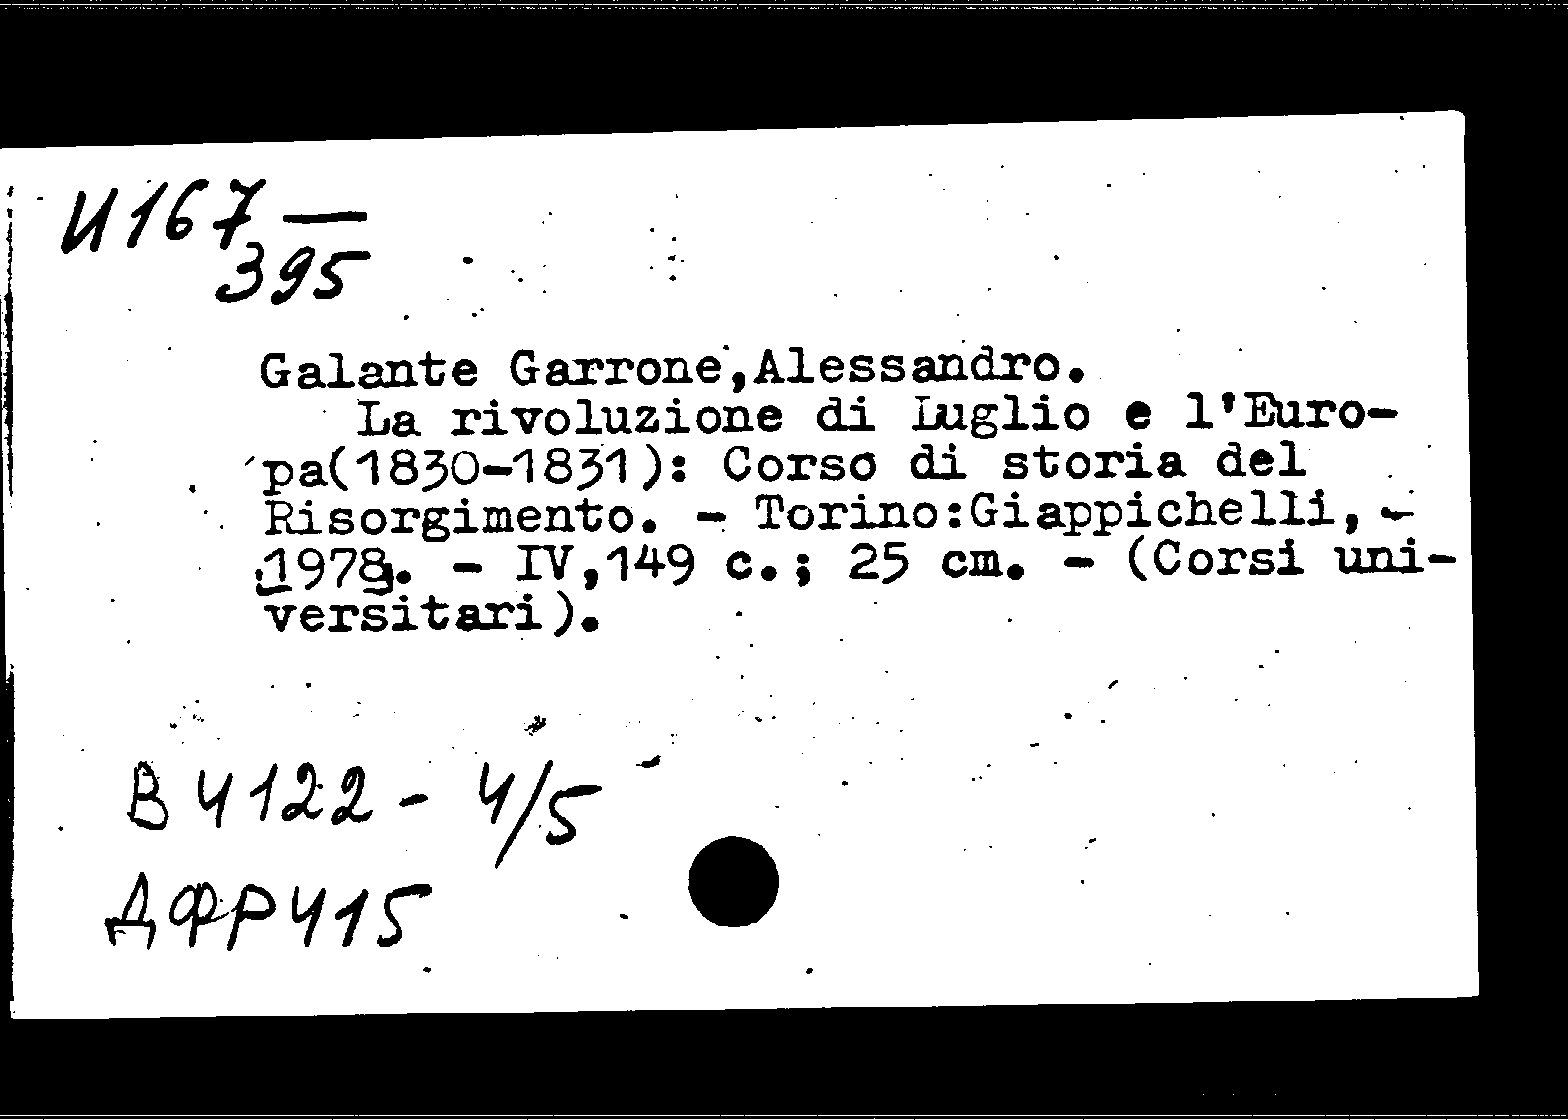 И167—
395
Galante Garrone,Alessandro.
La rivoluzione di Luglio e l'Euro-
pa(1830-1831): Corso di storia del
Risorgimento. - Torino:Giappichelli, -
1978. - IV,149 c.; 25 cm. - (Corsi uni-
versitari).
В 4122 - 4/5
ДФР415